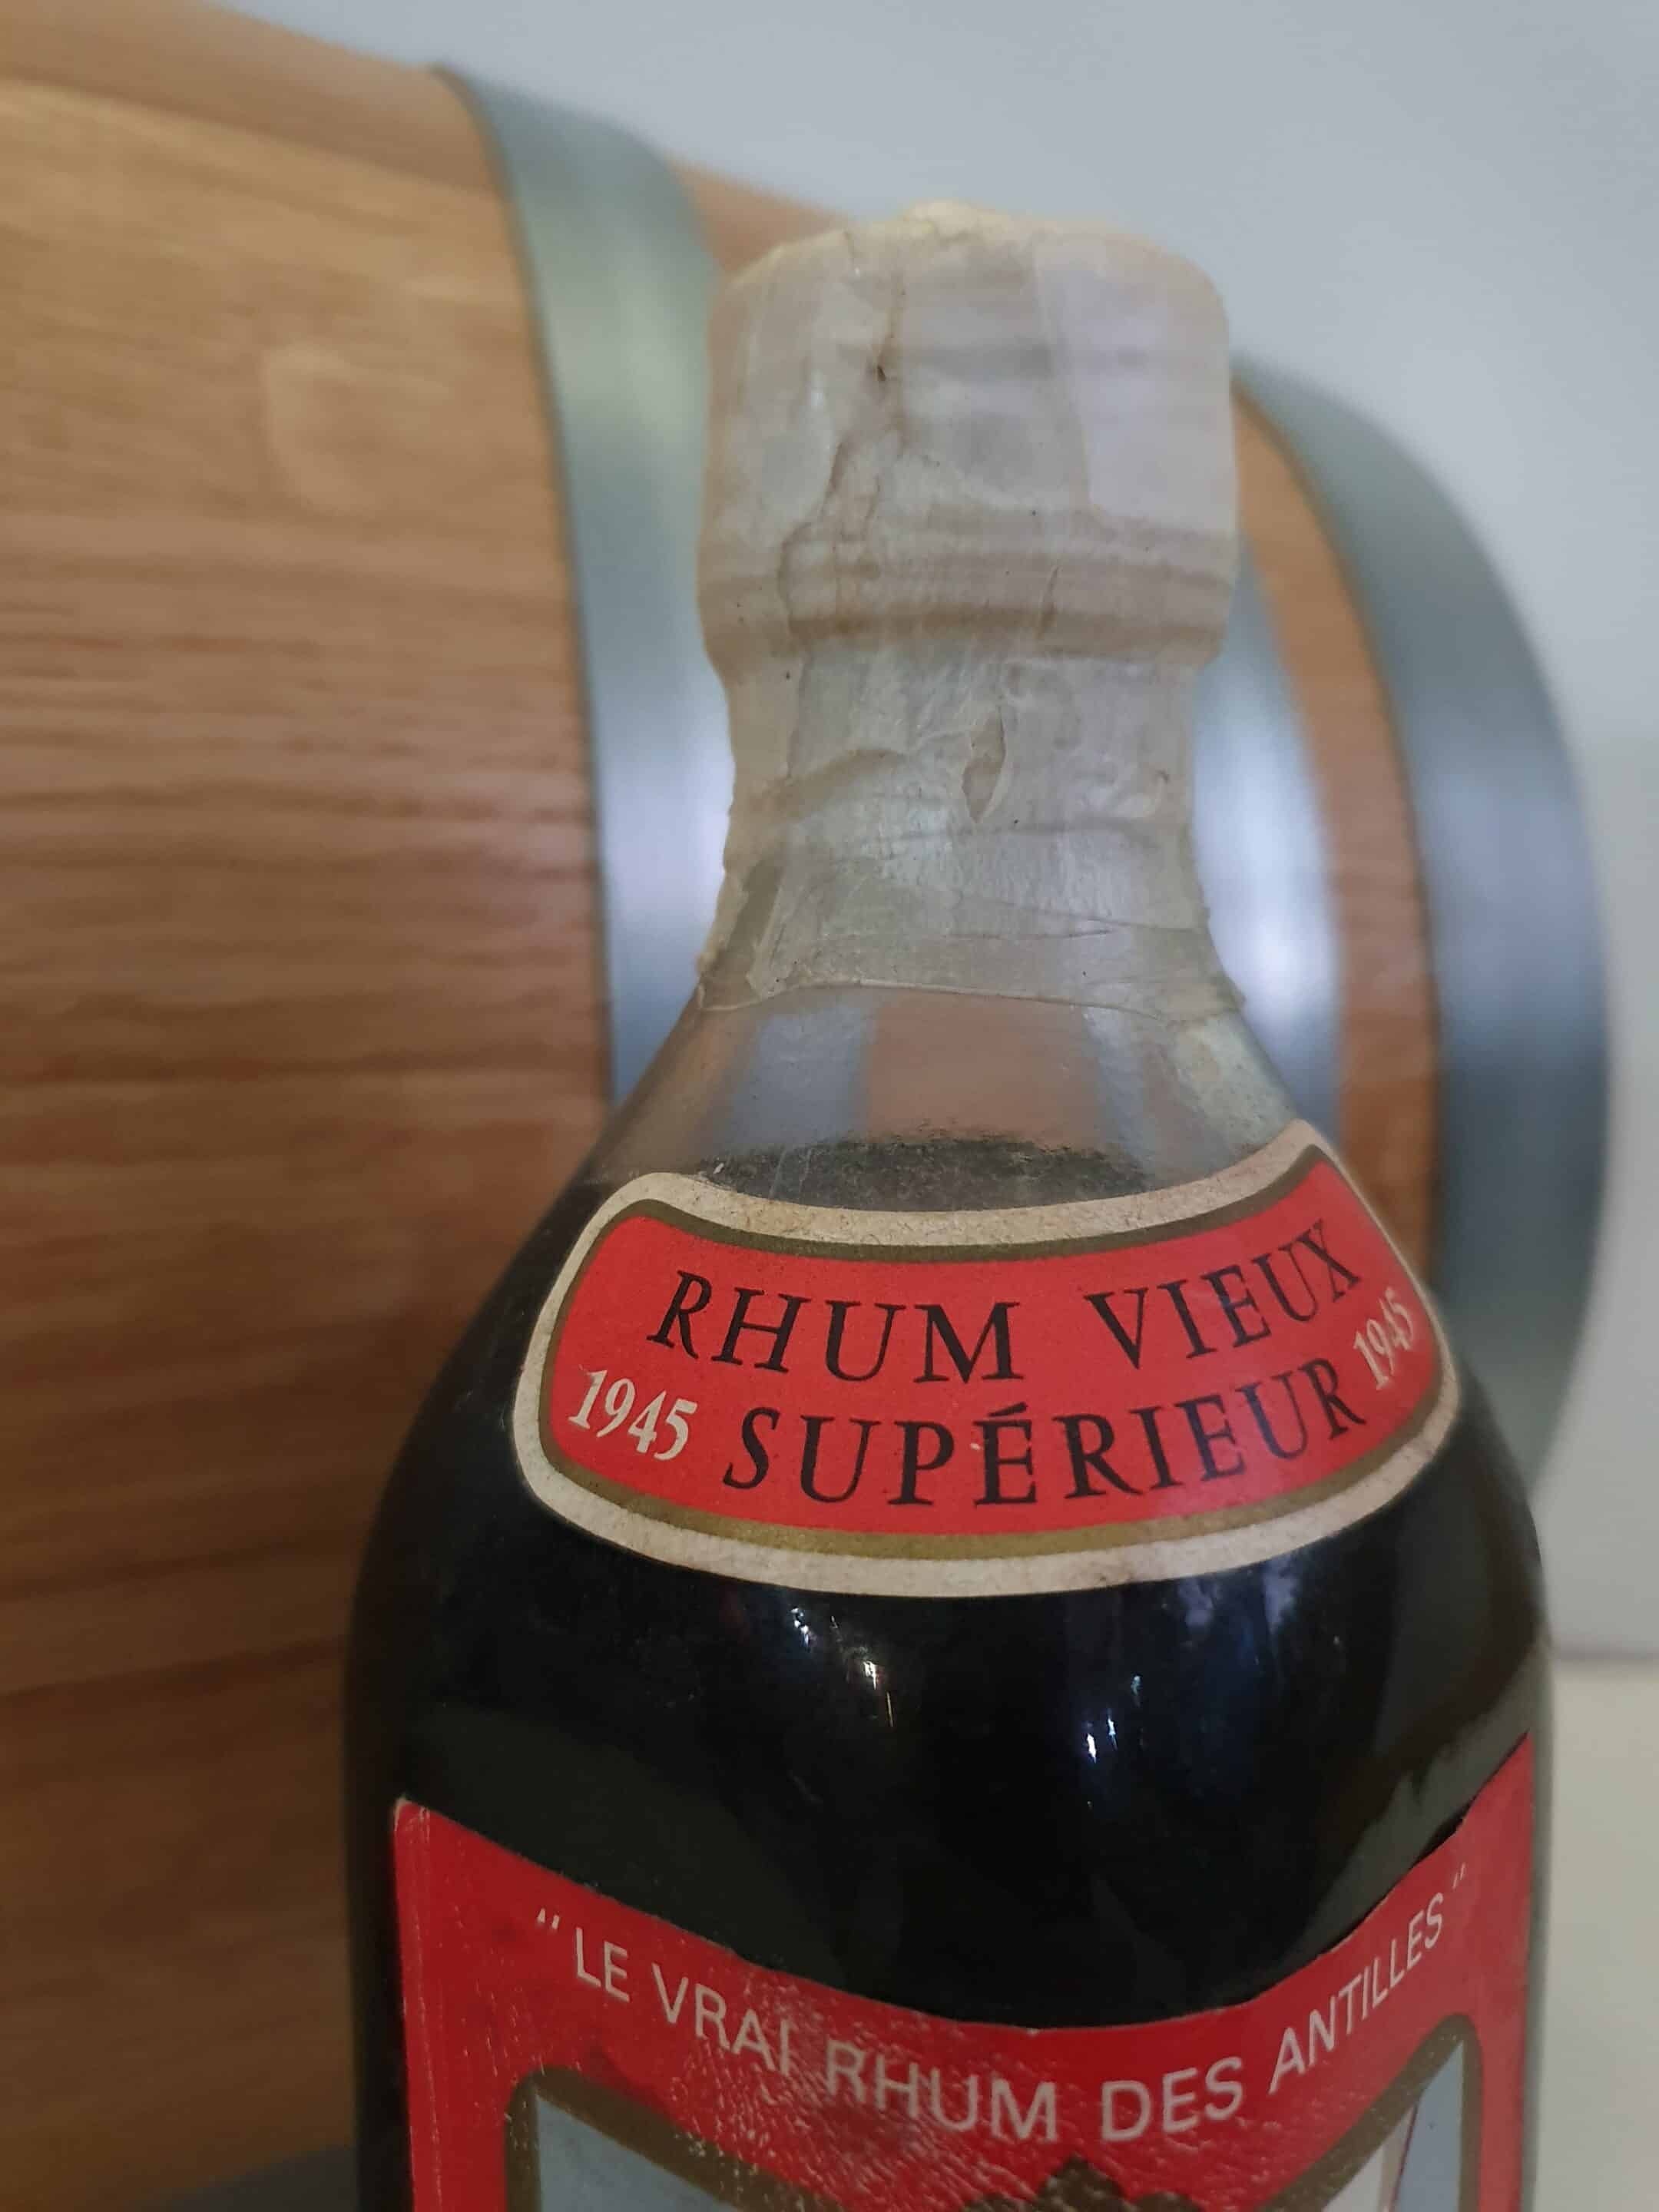 RHUM VIEUX
1945 SUPÉRIEUR 1945
"LE VRAI RHUM DES ANTILLES"